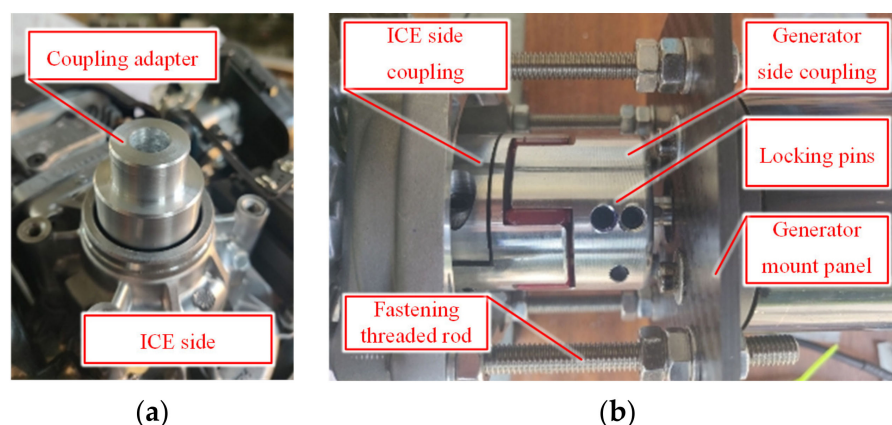 Coupling adapter
ICE side
(a)
ICE side
coupling
Generator
side coupling
Locking pins
Generator
mount panel
Fastening
threaded rod
(b)